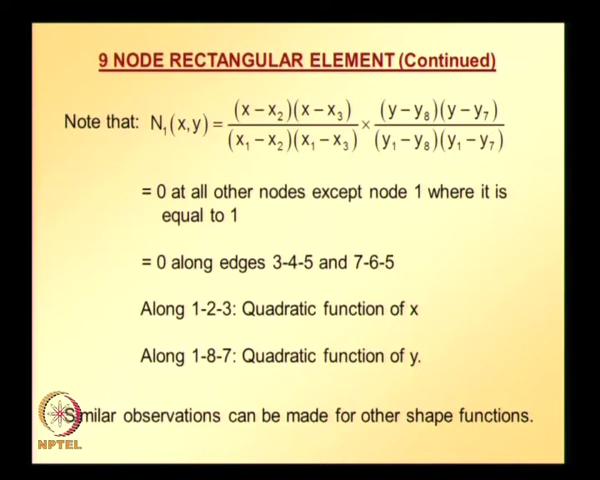 9 NODE RECTANGULAR ELEMENT (Continued)
Note that: N₁(x,y) = (x−x₂)(x−x₃)/(x₁−x₂)(x₁−x₃) × (y−y₈)(y−y₇)/(y₁−y₈)(y₁−y₇)
= 0 at all other nodes except node 1 where it is
equal to 1
= 0 along edges 3-4-5 and 7-6-5
Along 1-2-3: Quadratic function of x
Along 1-8-7: Quadratic function of y.
Similar observations can be made for other shape functions.
NPTEL